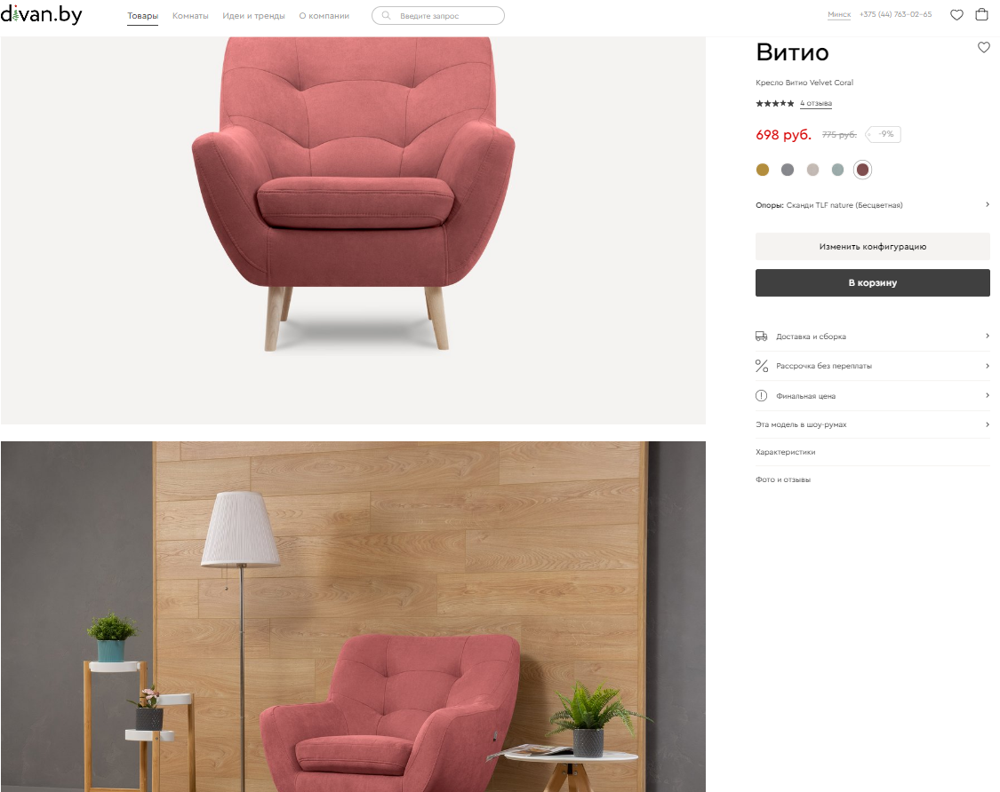 divan.by
Товары Комнаты Идеи и тренды О компании Введите запрос Минск +375 (44) 763-02-65
Витио
Кресло Витио Velvet Coral
4 отзыва
698 руб. 775 руб. -9%
Опоры: Сканди TLF nature (Бесцветная)
Изменить конфигурацию
В корзину
Доставка и сборка
Рассрочка без переплаты
Финальная цена
Эта модель в шоу-румах
Характеристики
Фото и отзывы